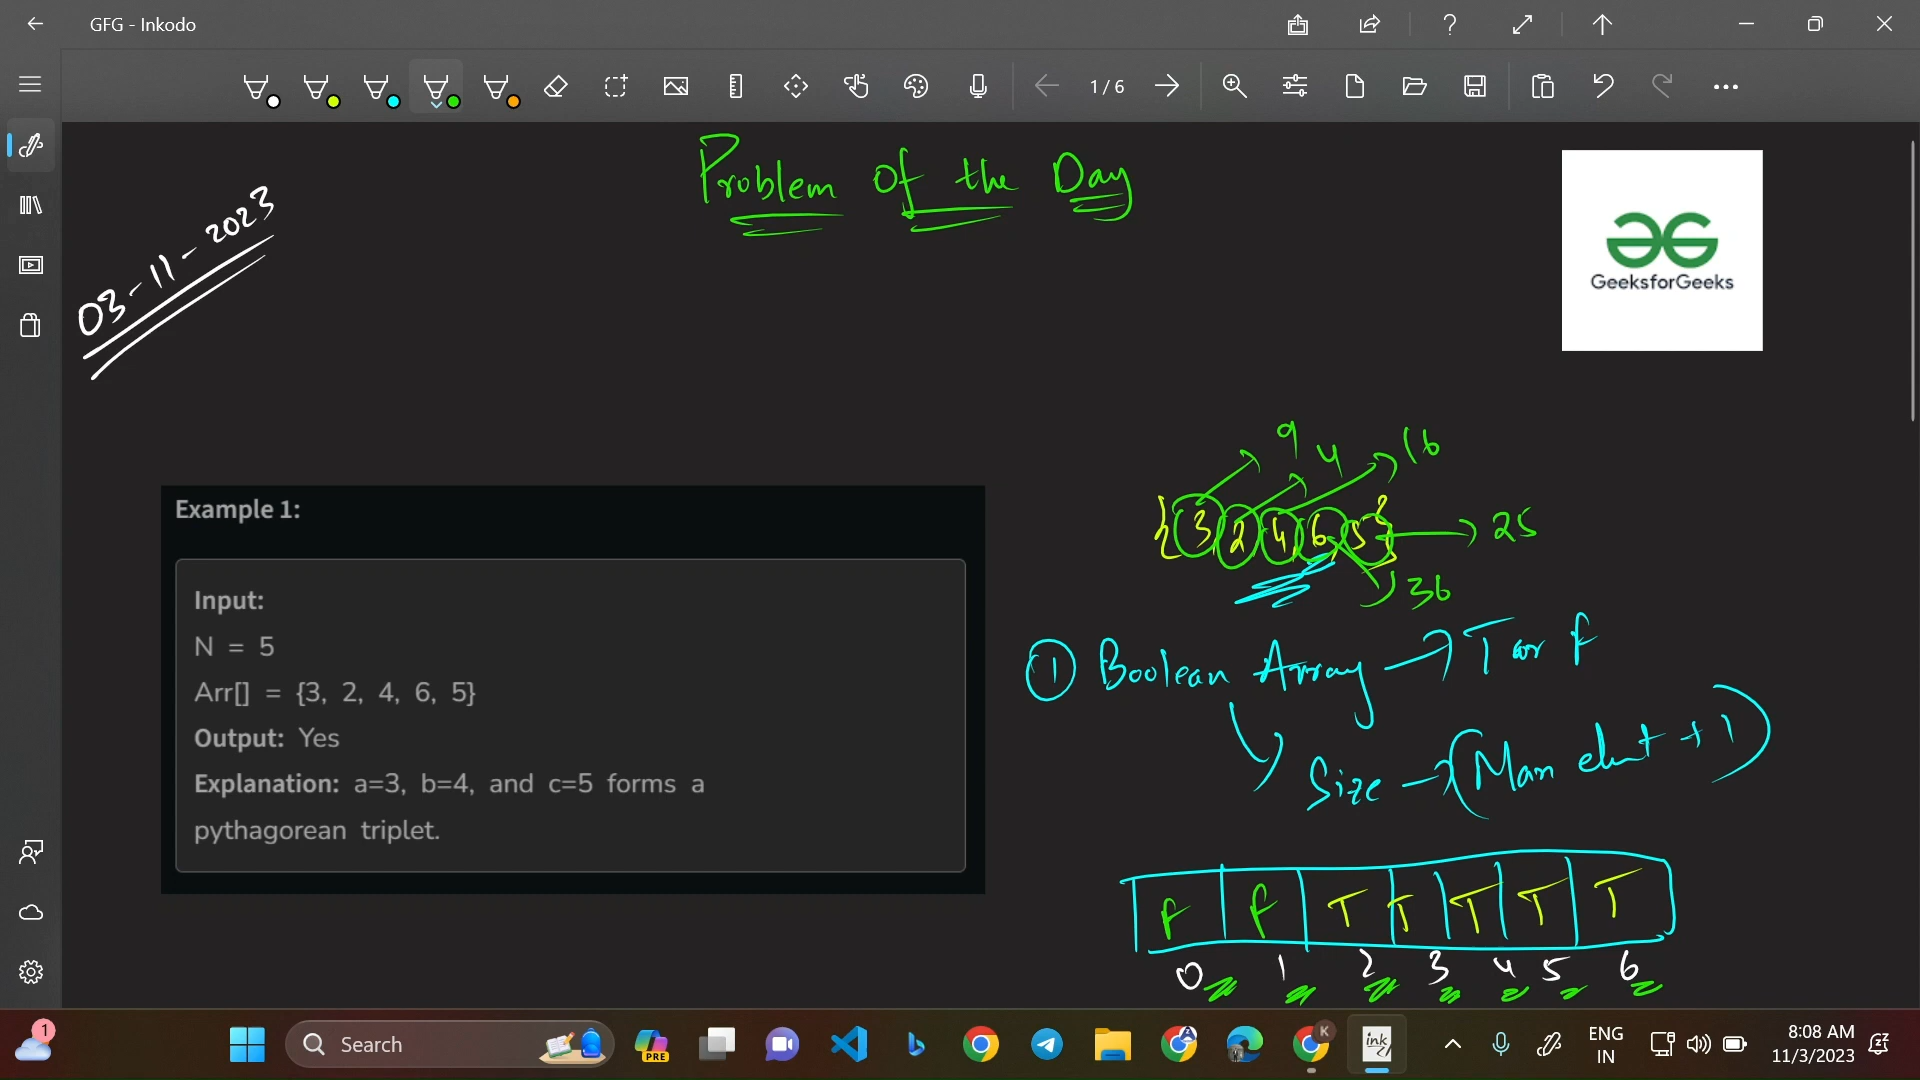 GFG - Inkodo
1 / 6
Problem Of the Day
03-11-2023
GeeksforGeeks
9 4 16
{3, 2, 4, 6, 5}
25
36
Example 1:
Input:
N = 5
Arr[] = {3, 2, 4, 6, 5}
Output: Yes
Explanation: a=3, b=4, and c=5 forms a
pythagorean triplet.
① Boolean Array → T or F
Size → (Max +1)
F F T T T T T
0 1 2 3 4 5 6
1
Search
PRE
K
ink
ENG
IN
8:08 AM
11/3/2023